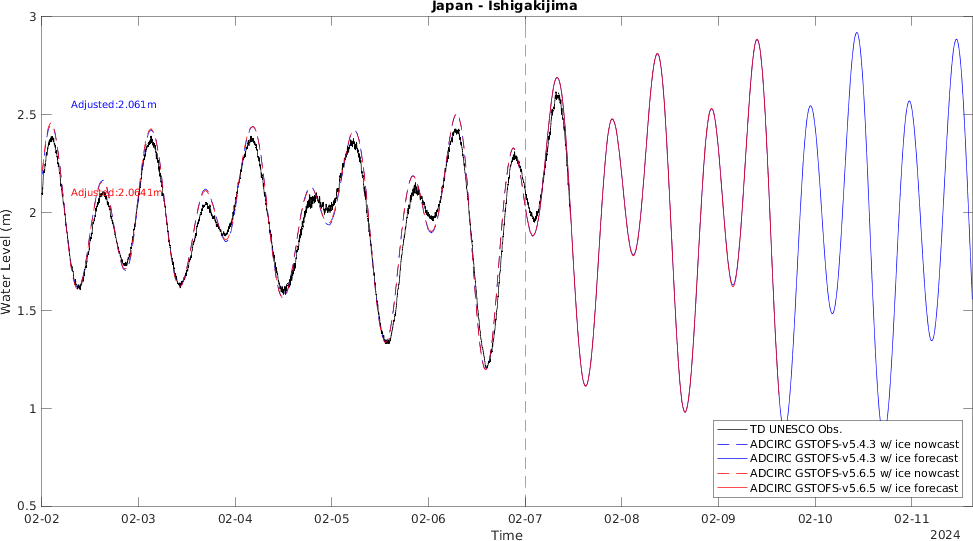 Japan - Ishigakijima
3
2.5
2
1.5
1
0.5
Water Level (m)
Adjusted:2.061m
Adjusted:2.0641m
TD UNESCO Obs.
ADCIRC GSTOFS-v5.4.3 w/ ice nowcast
ADCIRC GSTOFS-v5.4.3 w/ ice forecast
ADCIRC GSTOFS-v5.6.5 w/ ice nowcast
ADCIRC GSTOFS-v5.6.5 w/ ice forecast
02-02 02-03 02-04 02-05 02-06 02-07 02-08 02-09 02-10 02-11
Time
2024